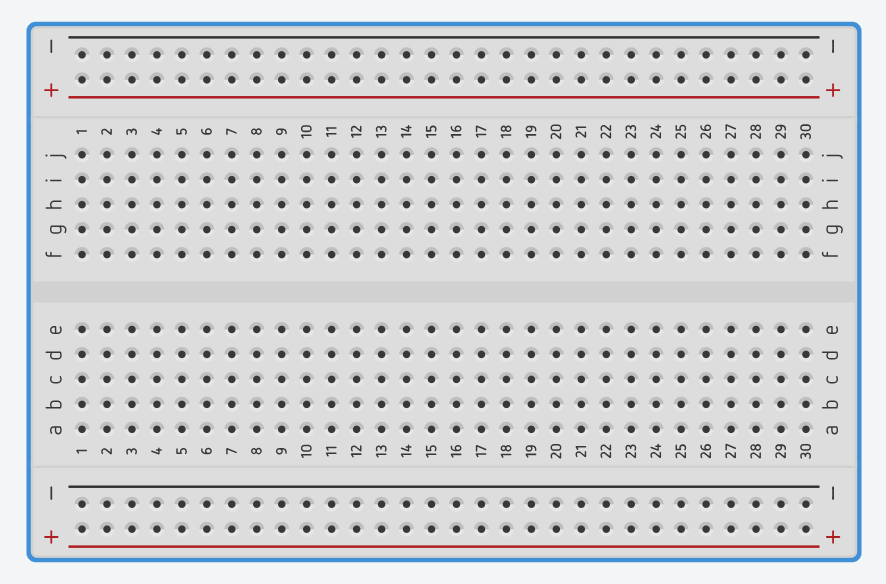 − −
+ +
1 2 3 4 5 6 7 8 9 10 11 12 13 14 15 16 17 18 19 20 21 22 23 24 25 26 27 28 29 30
j j
i i
h h
g g
f f
e e
d d
c c
b b
a a
1 2 3 4 5 6 7 8 9 10 11 12 13 14 15 16 17 18 19 20 21 22 23 24 25 26 27 28 29 30
− −
+ +